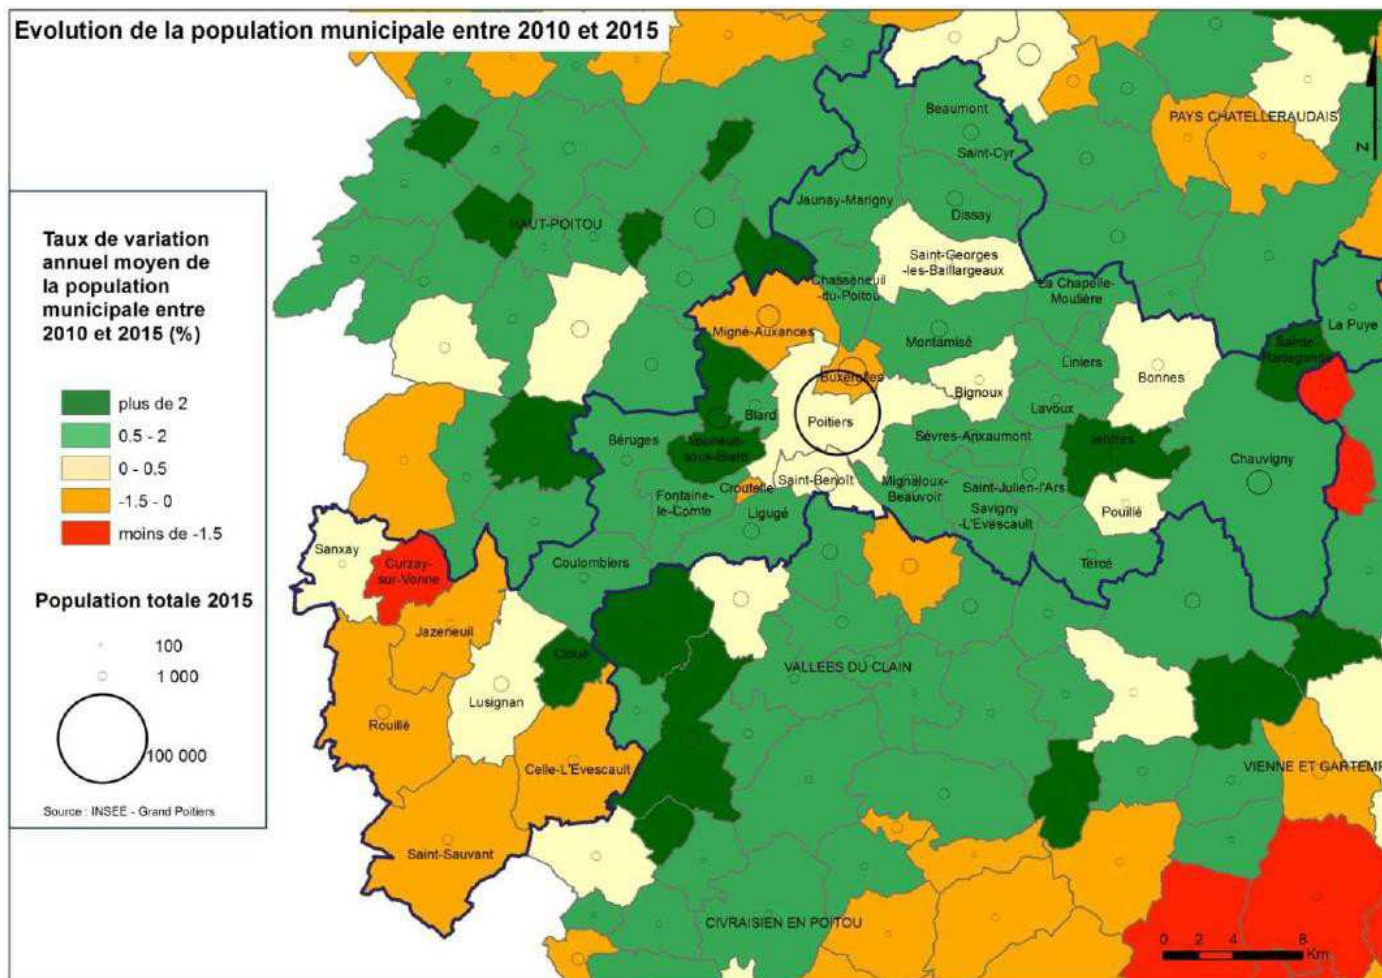 Evolution de la population municipale entre 2010 et 2015
Taux de variation
annuel moyen de
la population
municipale entre
2010 et 2015 (%)
plus de 2
0.5 - 2
0 - 0.5
-1.5 - 0
moins de -1.5
Population totale 2015
100
1 000
100 000
Source : INSEE - Grand Poitiers
PAYS CHATELLERAUDAIS
N
Beaumont
Saint-Cyr
Jaunay-Marigny
Dissay
HAUT-POITOU
Saint-Georges
-les-Baillargeaux
Chasseneuil
-du-Poitou
La Chapelle-
Moulière
La Puye
Migné-Auxances
Montamisé
Sainte-
Radegonde
Liniers
Bonnes
Buxerolles
Bignoux
Lavoux
Biard
Poitiers
Béruges
Vouneuil-
sous-Biard
Sèvres-Anxaumont
Jardres
Chauvigny
Saint-Benoît
Mignaloux-
Beauvoir
Saint-Julien-l'Ars
Croutelle
Fontaine-
le-Comte
Ligugé
Savigny
-L'Evescault
Pouillé
Sanxay
Curzay-
sur-Vonne
Coulombiers
Tercé
Jazeneuil
Cloué
VALLEES DU CLAIN
Lusignan
Rouillé
Celle-L'Evescault
VIENNE ET GARTEMP
Saint-Sauvant
CIVRAISIEN EN POITOU
0 2 4 8
Km